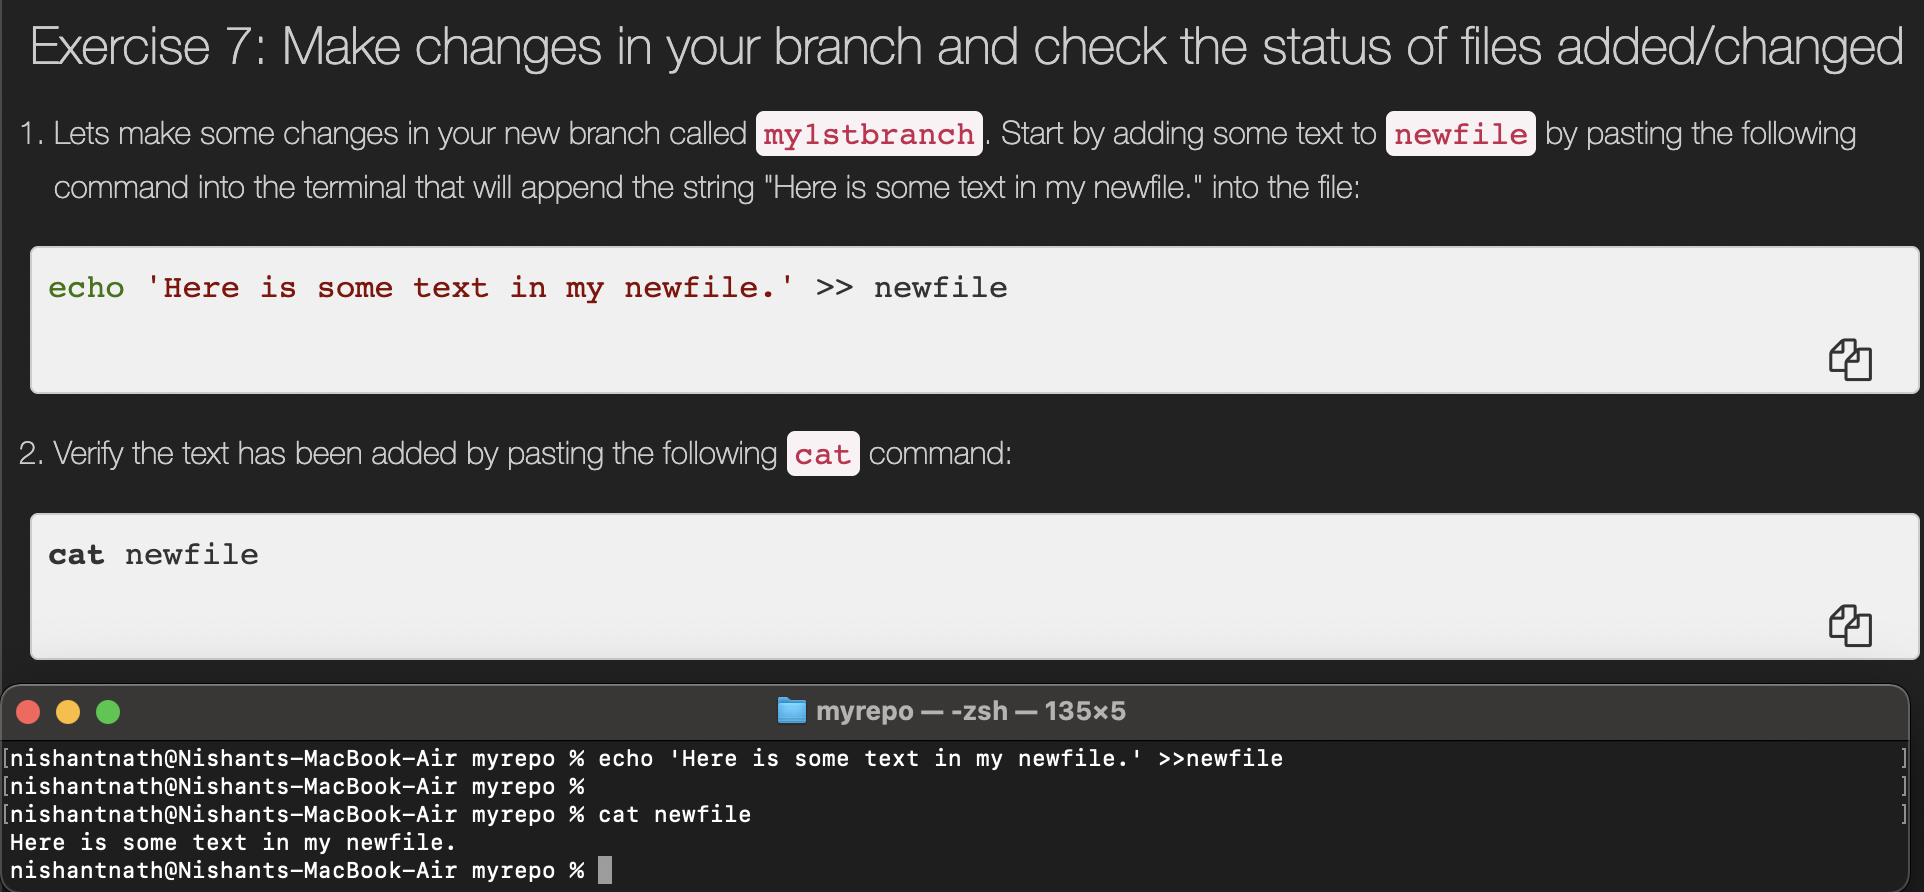 Exercise 7: Make changes in your branch and check the status of files added/changed
1. Lets make some changes in your new branch called my1stbranch. Start by adding some text to newfile by pasting the following
command into the terminal that will append the string "Here is some text in my newfile." into the file:
echo 'Here is some text in my newfile.' >> newfile
2. Verify the text has been added by pasting the following cat command:
cat newfile
myrepo — -zsh — 135×5
[nishantnath@Nishants-MacBook-Air myrepo % echo 'Here is some text in my newfile.' >>newfile ]
[nishantnath@Nishants-MacBook-Air myrepo % ]
[nishantnath@Nishants-MacBook-Air myrepo % cat newfile ]
Here is some text in my newfile.
nishantnath@Nishants-MacBook-Air myrepo %